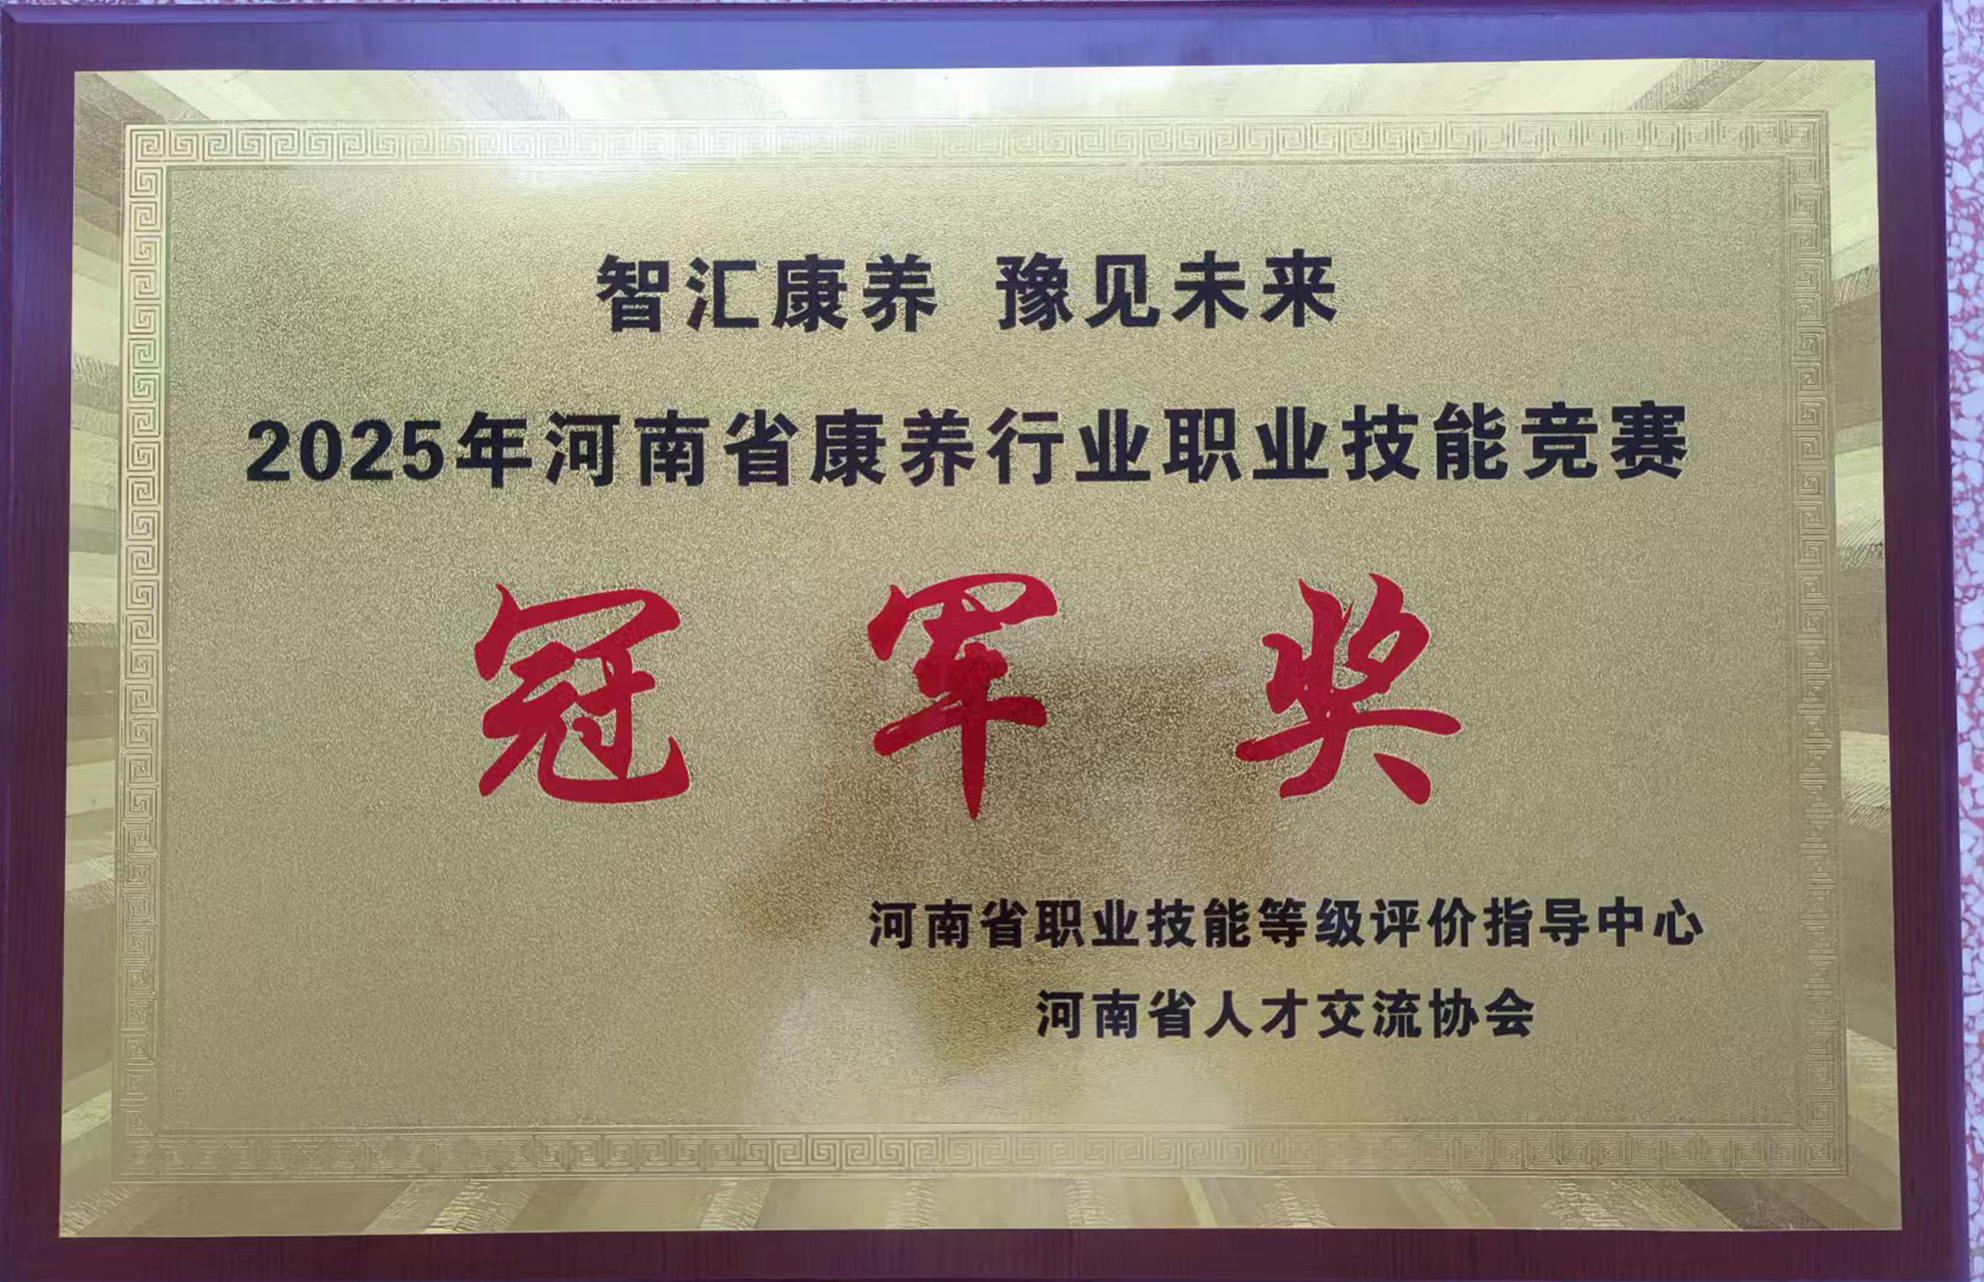 智汇康养 豫见未来
2025年河南省康养行业职业技能竞赛
冠军奖
河南省职业技能等级评价指导中心
河南省人才交流协会